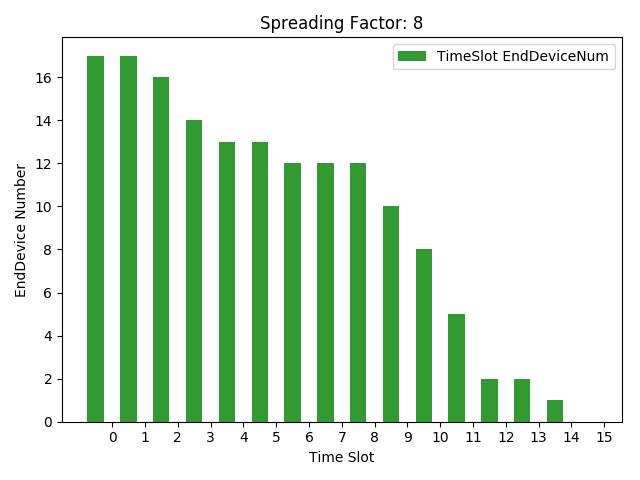 Spreading Factor: 8
TimeSlot EndDeviceNum
EndDevice Number
16
14
12
10
8
6
4
2
0
0 1 2 3 4 5 6 7 8 9 10 11 12 13 14 15
Time Slot